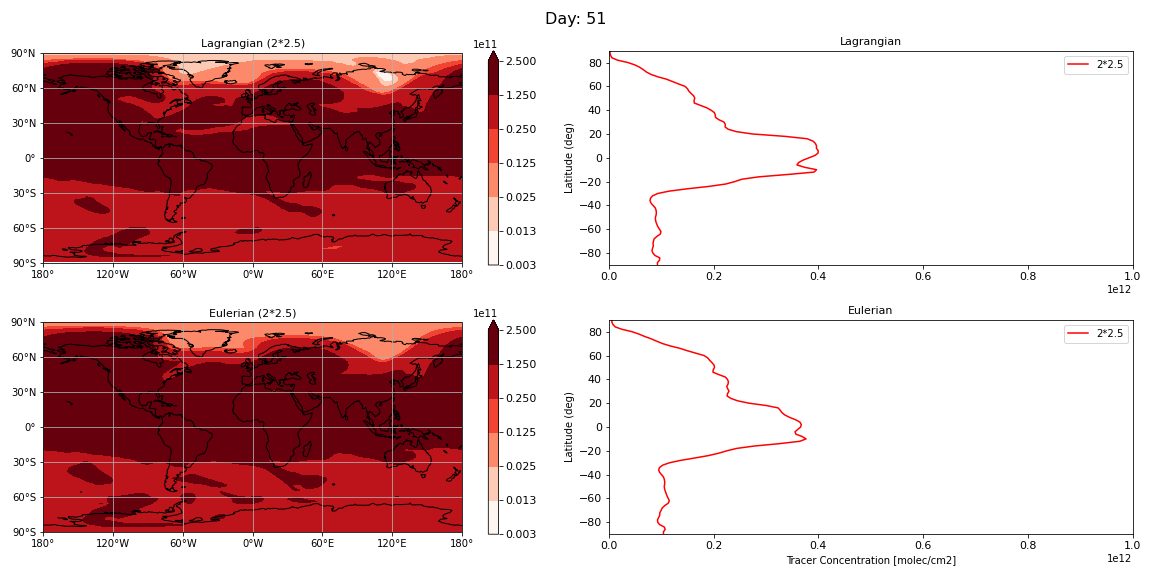 Day: 51
Lagrangian (2*2.5)
1e11
90°N
60°N
30°N
0°
30°S
60°S
90°S
180° 120°W 60°W 0°W 60°E 120°E 180°
2.500
1.250
0.250
0.125
0.025
0.013
0.003
Lagrangian
2*2.5
Latitude (deg)
80
60
40
20
0
−20
−40
−60
−80
0.0 0.2 0.4 0.6 0.8 1.0
1e12
Eulerian (2*2.5)
1e11
90°N
60°N
30°N
0°
30°S
60°S
90°S
180° 120°W 60°W 0°W 60°E 120°E 180°
2.500
1.250
0.250
0.125
0.025
0.013
0.003
Eulerian
2*2.5
Latitude (deg)
80
60
40
20
0
−20
−40
−60
−80
0.0 0.2 0.4 0.6 0.8 1.0
Tracer Concentration [molec/cm2]
1e12